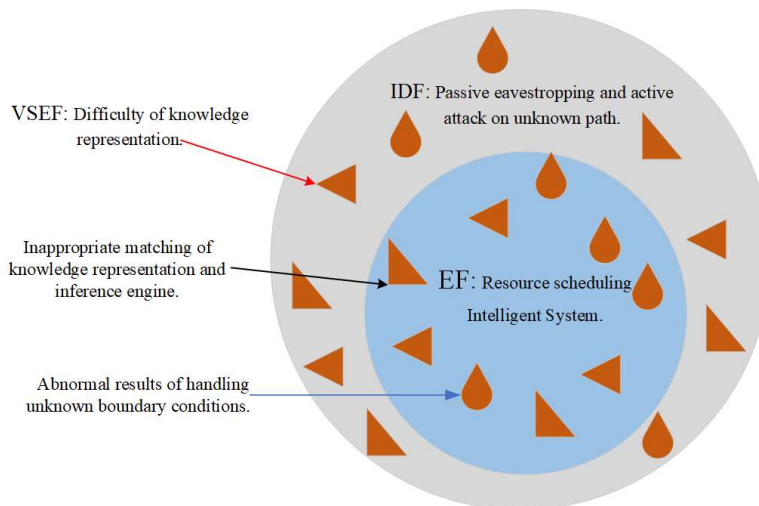 IDF: Passive eavestropping and active
attack on unknown path.
VSEF: Difficulty of knowledge
representation.
Inappropriate matching of
knowledge representation and
inference engine.
EF: Resource scheduling
Intelligent System.
Abnormal results of handling
unknown boundary conditions.